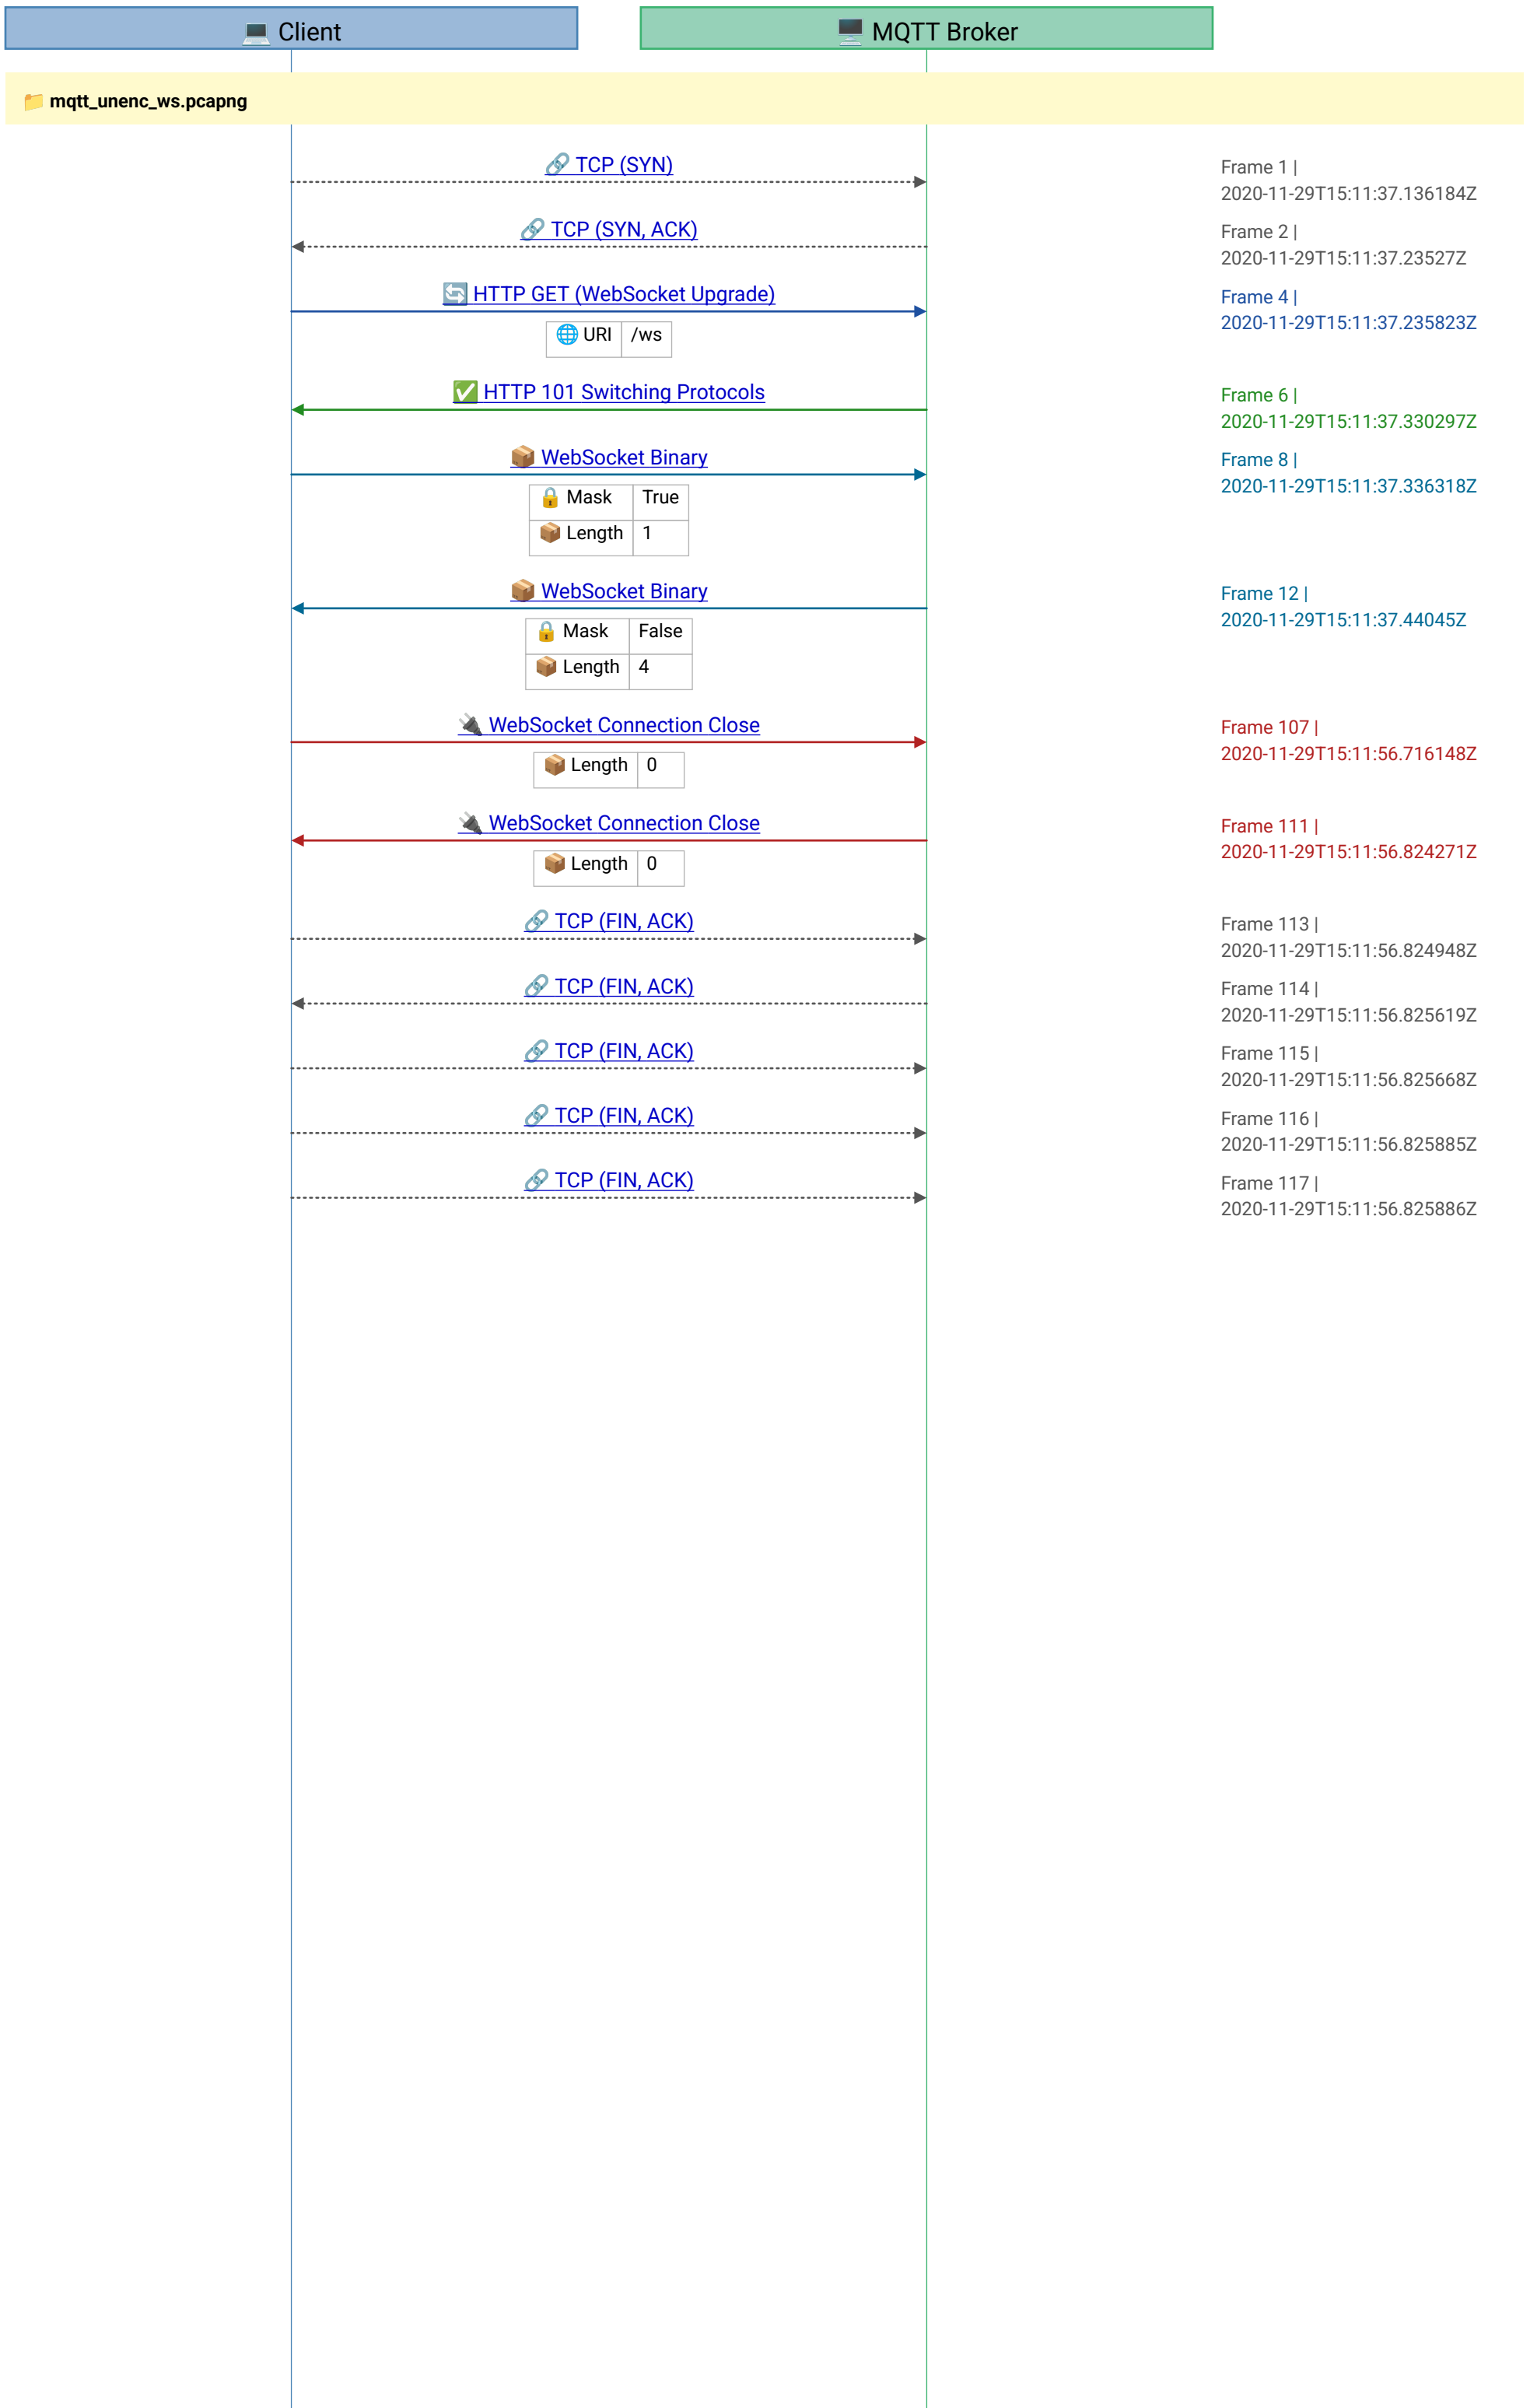 💻 Client
🖥️ MQTT Broker
📁 mqtt_unenc_ws.pcapng
🔗 TCP (SYN)
Frame 1 |
2020-11-29T15:11:37.136184Z
🔗 TCP (SYN, ACK)
Frame 2 |
2020-11-29T15:11:37.23527Z
🔄 HTTP GET (WebSocket Upgrade)
Frame 4 |
2020-11-29T15:11:37.235823Z
🌐 URI /ws
✅ HTTP 101 Switching Protocols
Frame 6 |
2020-11-29T15:11:37.330297Z
📦 WebSocket Binary
Frame 8 |
2020-11-29T15:11:37.336318Z
🔒 Mask True
📦 Length 1
📦 WebSocket Binary
Frame 12 |
2020-11-29T15:11:37.44045Z
🔒 Mask False
📦 Length 4
🔌 WebSocket Connection Close
Frame 107 |
2020-11-29T15:11:56.716148Z
📦 Length 0
🔌 WebSocket Connection Close
Frame 111 |
2020-11-29T15:11:56.824271Z
📦 Length 0
🔗 TCP (FIN, ACK)
Frame 113 |
2020-11-29T15:11:56.824948Z
🔗 TCP (FIN, ACK)
Frame 114 |
2020-11-29T15:11:56.825619Z
🔗 TCP (FIN, ACK)
Frame 115 |
2020-11-29T15:11:56.825668Z
🔗 TCP (FIN, ACK)
Frame 116 |
2020-11-29T15:11:56.825885Z
🔗 TCP (FIN, ACK)
Frame 117 |
2020-11-29T15:11:56.825886Z